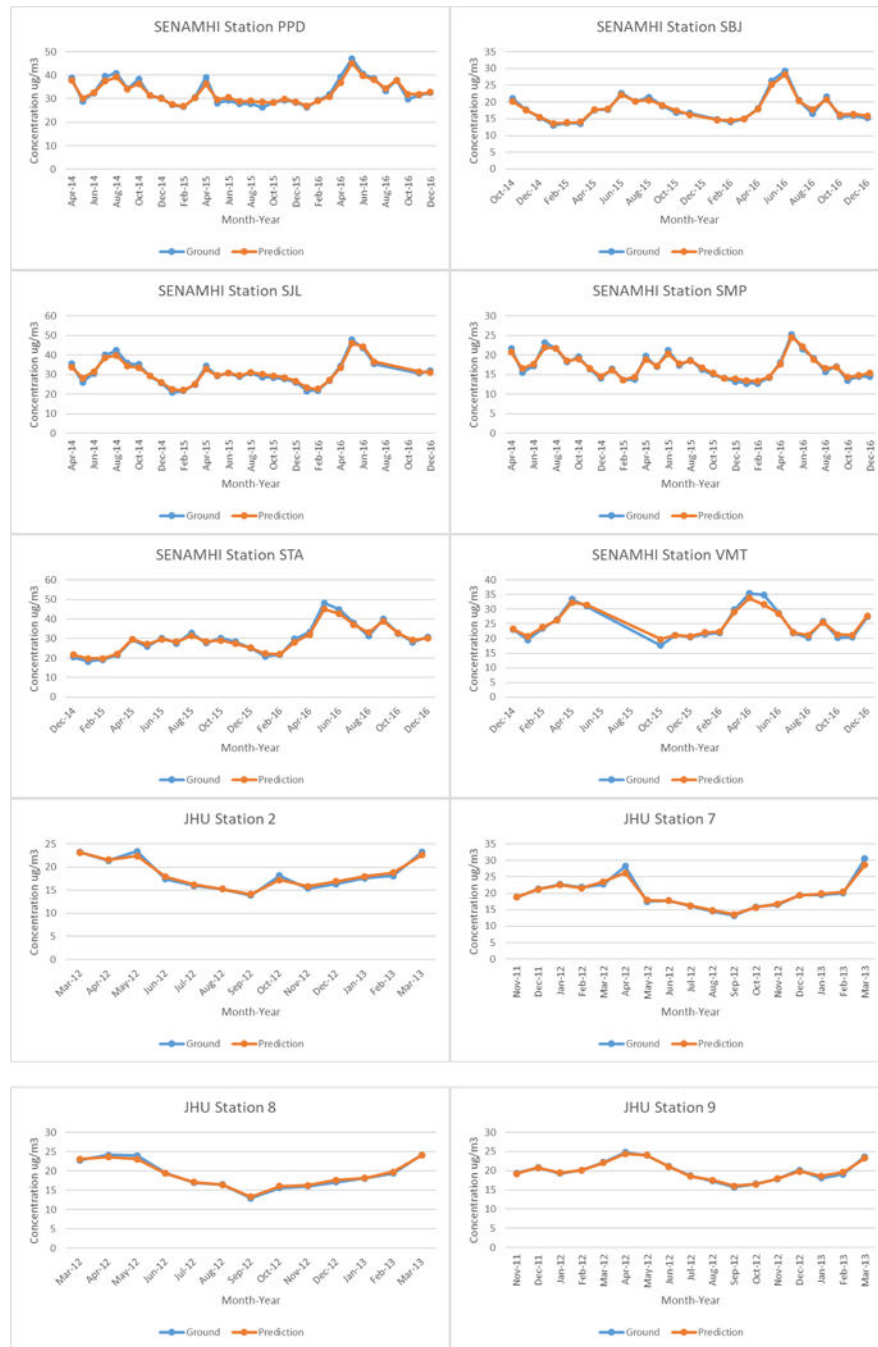 SENAMHI Station PPD
Concentration ug/m3
50
40
30
20
10
0
Apr-14
Jun-14
Aug-14
Oct-14
Dec-14
Feb-15
Apr-15
Jun-15
Aug-15
Oct-15
Dec-15
Feb-16
Apr-16
Jun-16
Aug-16
Oct-16
Dec-16
Month-Year
Ground Prediction
SENAMHI Station SBJ
Concentration ug/m3
35
30
25
20
15
10
5
0
Oct-14
Dec-14
Feb-15
Apr-15
Jun-15
Aug-15
Oct-15
Dec-15
Feb-16
Apr-16
Jun-16
Aug-16
Oct-16
Dec-16
Month-Year
Ground Prediction
SENAMHI Station SJL
Concentration ug/m3
60
50
40
30
20
10
0
Apr-14
Jun-14
Aug-14
Oct-14
Dec-14
Feb-15
Apr-15
Jun-15
Aug-15
Oct-15
Dec-15
Feb-16
Apr-16
Jun-16
Aug-16
Oct-16
Dec-16
Month-Year
Ground Prediction
SENAMHI Station SMP
Concentration ug/m3
30
25
20
15
10
5
0
Apr-14
Jun-14
Aug-14
Oct-14
Dec-14
Feb-15
Apr-15
Jun-15
Aug-15
Oct-15
Dec-15
Feb-16
Apr-16
Jun-16
Aug-16
Oct-16
Dec-16
Month-Year
Ground Prediction
SENAMHI Station STA
Concentration ug/m3
60
50
40
30
20
10
0
Dec-14
Feb-15
Apr-15
Jun-15
Aug-15
Oct-15
Dec-15
Feb-16
Apr-16
Jun-16
Aug-16
Oct-16
Dec-16
Month-Year
Ground Prediction
SENAMHI Station VMT
Concentration ug/m3
40
35
30
25
20
15
10
5
0
Dec-14
Feb-15
Apr-15
Jun-15
Aug-15
Oct-15
Dec-15
Feb-16
Apr-16
Jun-16
Aug-16
Oct-16
Dec-16
Month-Year
Ground Prediction
JHU Station 2
Concentration ug/m3
25
20
15
10
5
0
Mar-12
Apr-12
May-12
Jun-12
Jul-12
Aug-12
Sep-12
Oct-12
Nov-12
Dec-12
Jan-13
Feb-13
Mar-13
Month-Year
Ground Prediction
JHU Station 7
Concentration ug/m3
35
30
25
20
15
10
5
0
Nov-11
Dec-11
Jan-12
Feb-12
Mar-12
Apr-12
May-12
Jun-12
Jul-12
Aug-12
Sep-12
Oct-12
Nov-12
Dec-12
Jan-13
Feb-13
Mar-13
Month-Year
Ground Prediction
JHU Station 8
Concentration ug/m3
30
25
20
15
10
5
0
Mar-12
Apr-12
May-12
Jun-12
Jul-12
Aug-12
Sep-12
Oct-12
Nov-12
Dec-12
Jan-13
Feb-13
Mar-13
Month-Year
Ground Prediction
JHU Station 9
Concentration ug/m3
30
25
20
15
10
5
0
Nov-11
Dec-11
Jan-12
Feb-12
Mar-12
Apr-12
May-12
Jun-12
Jul-12
Aug-12
Sep-12
Oct-12
Nov-12
Dec-12
Jan-13
Feb-13
Mar-13
Month-Year
Ground Prediction